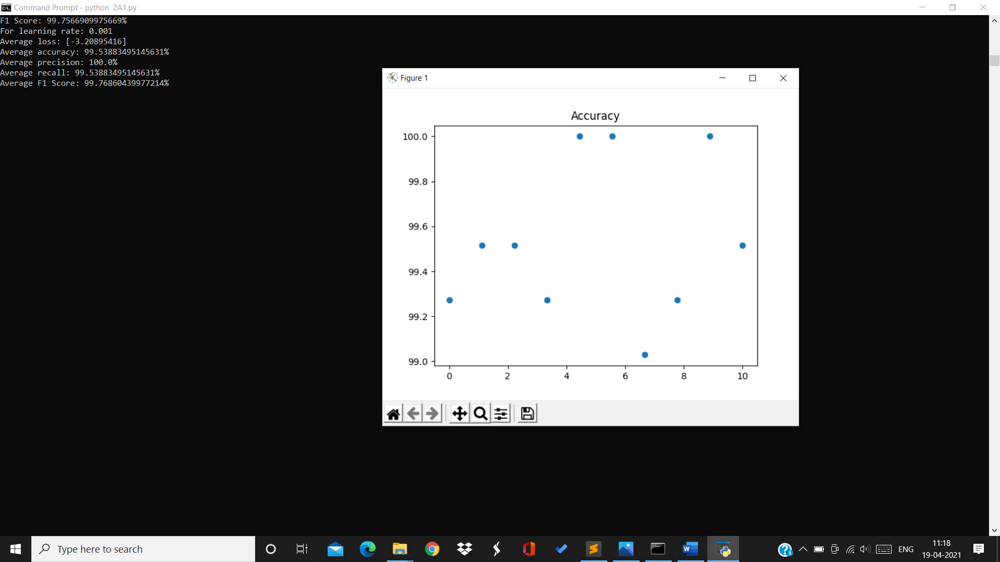 Command Prompt - python  2A1.py
F1 Score: 99.7566909975669%
For learning rate: 0.001
Average loss: [-3.20895416]
Average accuracy: 99.53883495145631%
Average precision: 100.0%
Average recall: 99.53883495145631%
Average F1 Score: 99.76860439977214%
Figure 1
Accuracy
100.0
99.8
99.6
99.4
99.2
99.0
0 2 4 6 8 10
Type here to search
ENG
11:18
19-04-2021